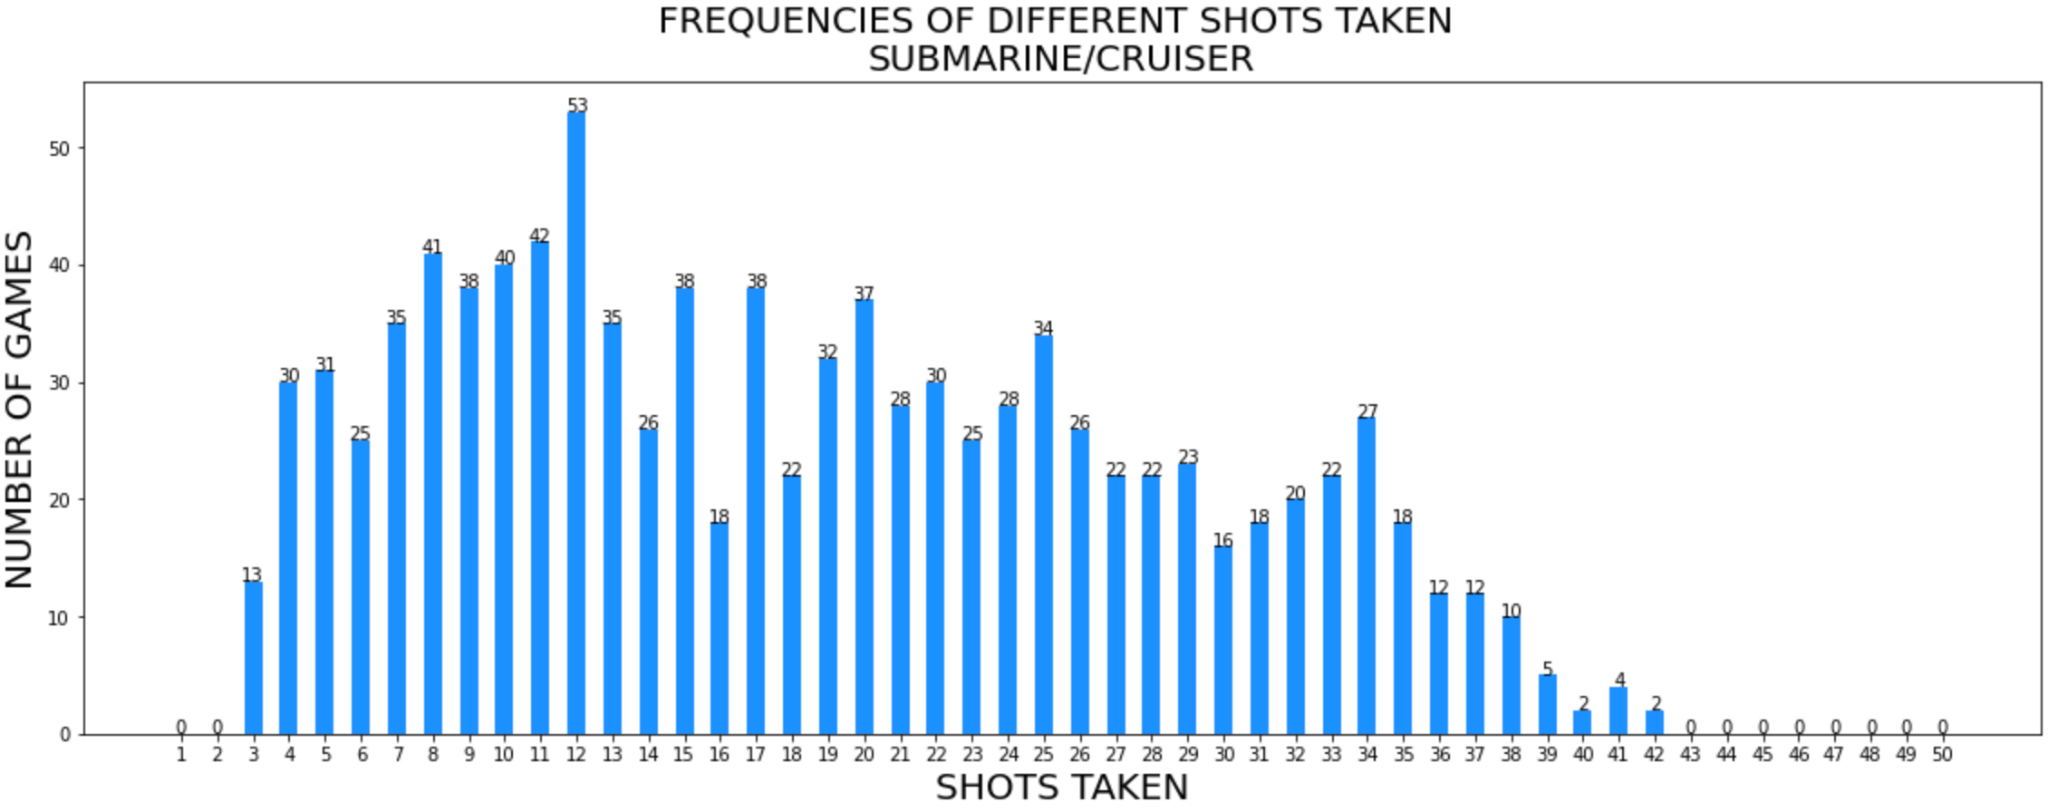 FREQUENCIES OF DIFFERENT SHOTS TAKEN
SUBMARINE/CRUISER
NUMBER OF GAMES
50
40
30
20
10
0
0 0 13 30 31 25 35 41 38 40 42 53 35 26 38 18 38 22 32 37 28 30 25 28 34 26 22 22 23 16 18 20 22 27 18 12 12 10 5 2 4 2 0 0 0 0 0 0 0 0
1 2 3 4 5 6 7 8 9 10 11 12 13 14 15 16 17 18 19 20 21 22 23 24 25 26 27 28 29 30 31 32 33 34 35 36 37 38 39 40 41 42 43 44 45 46 47 48 49 50
SHOTS TAKEN